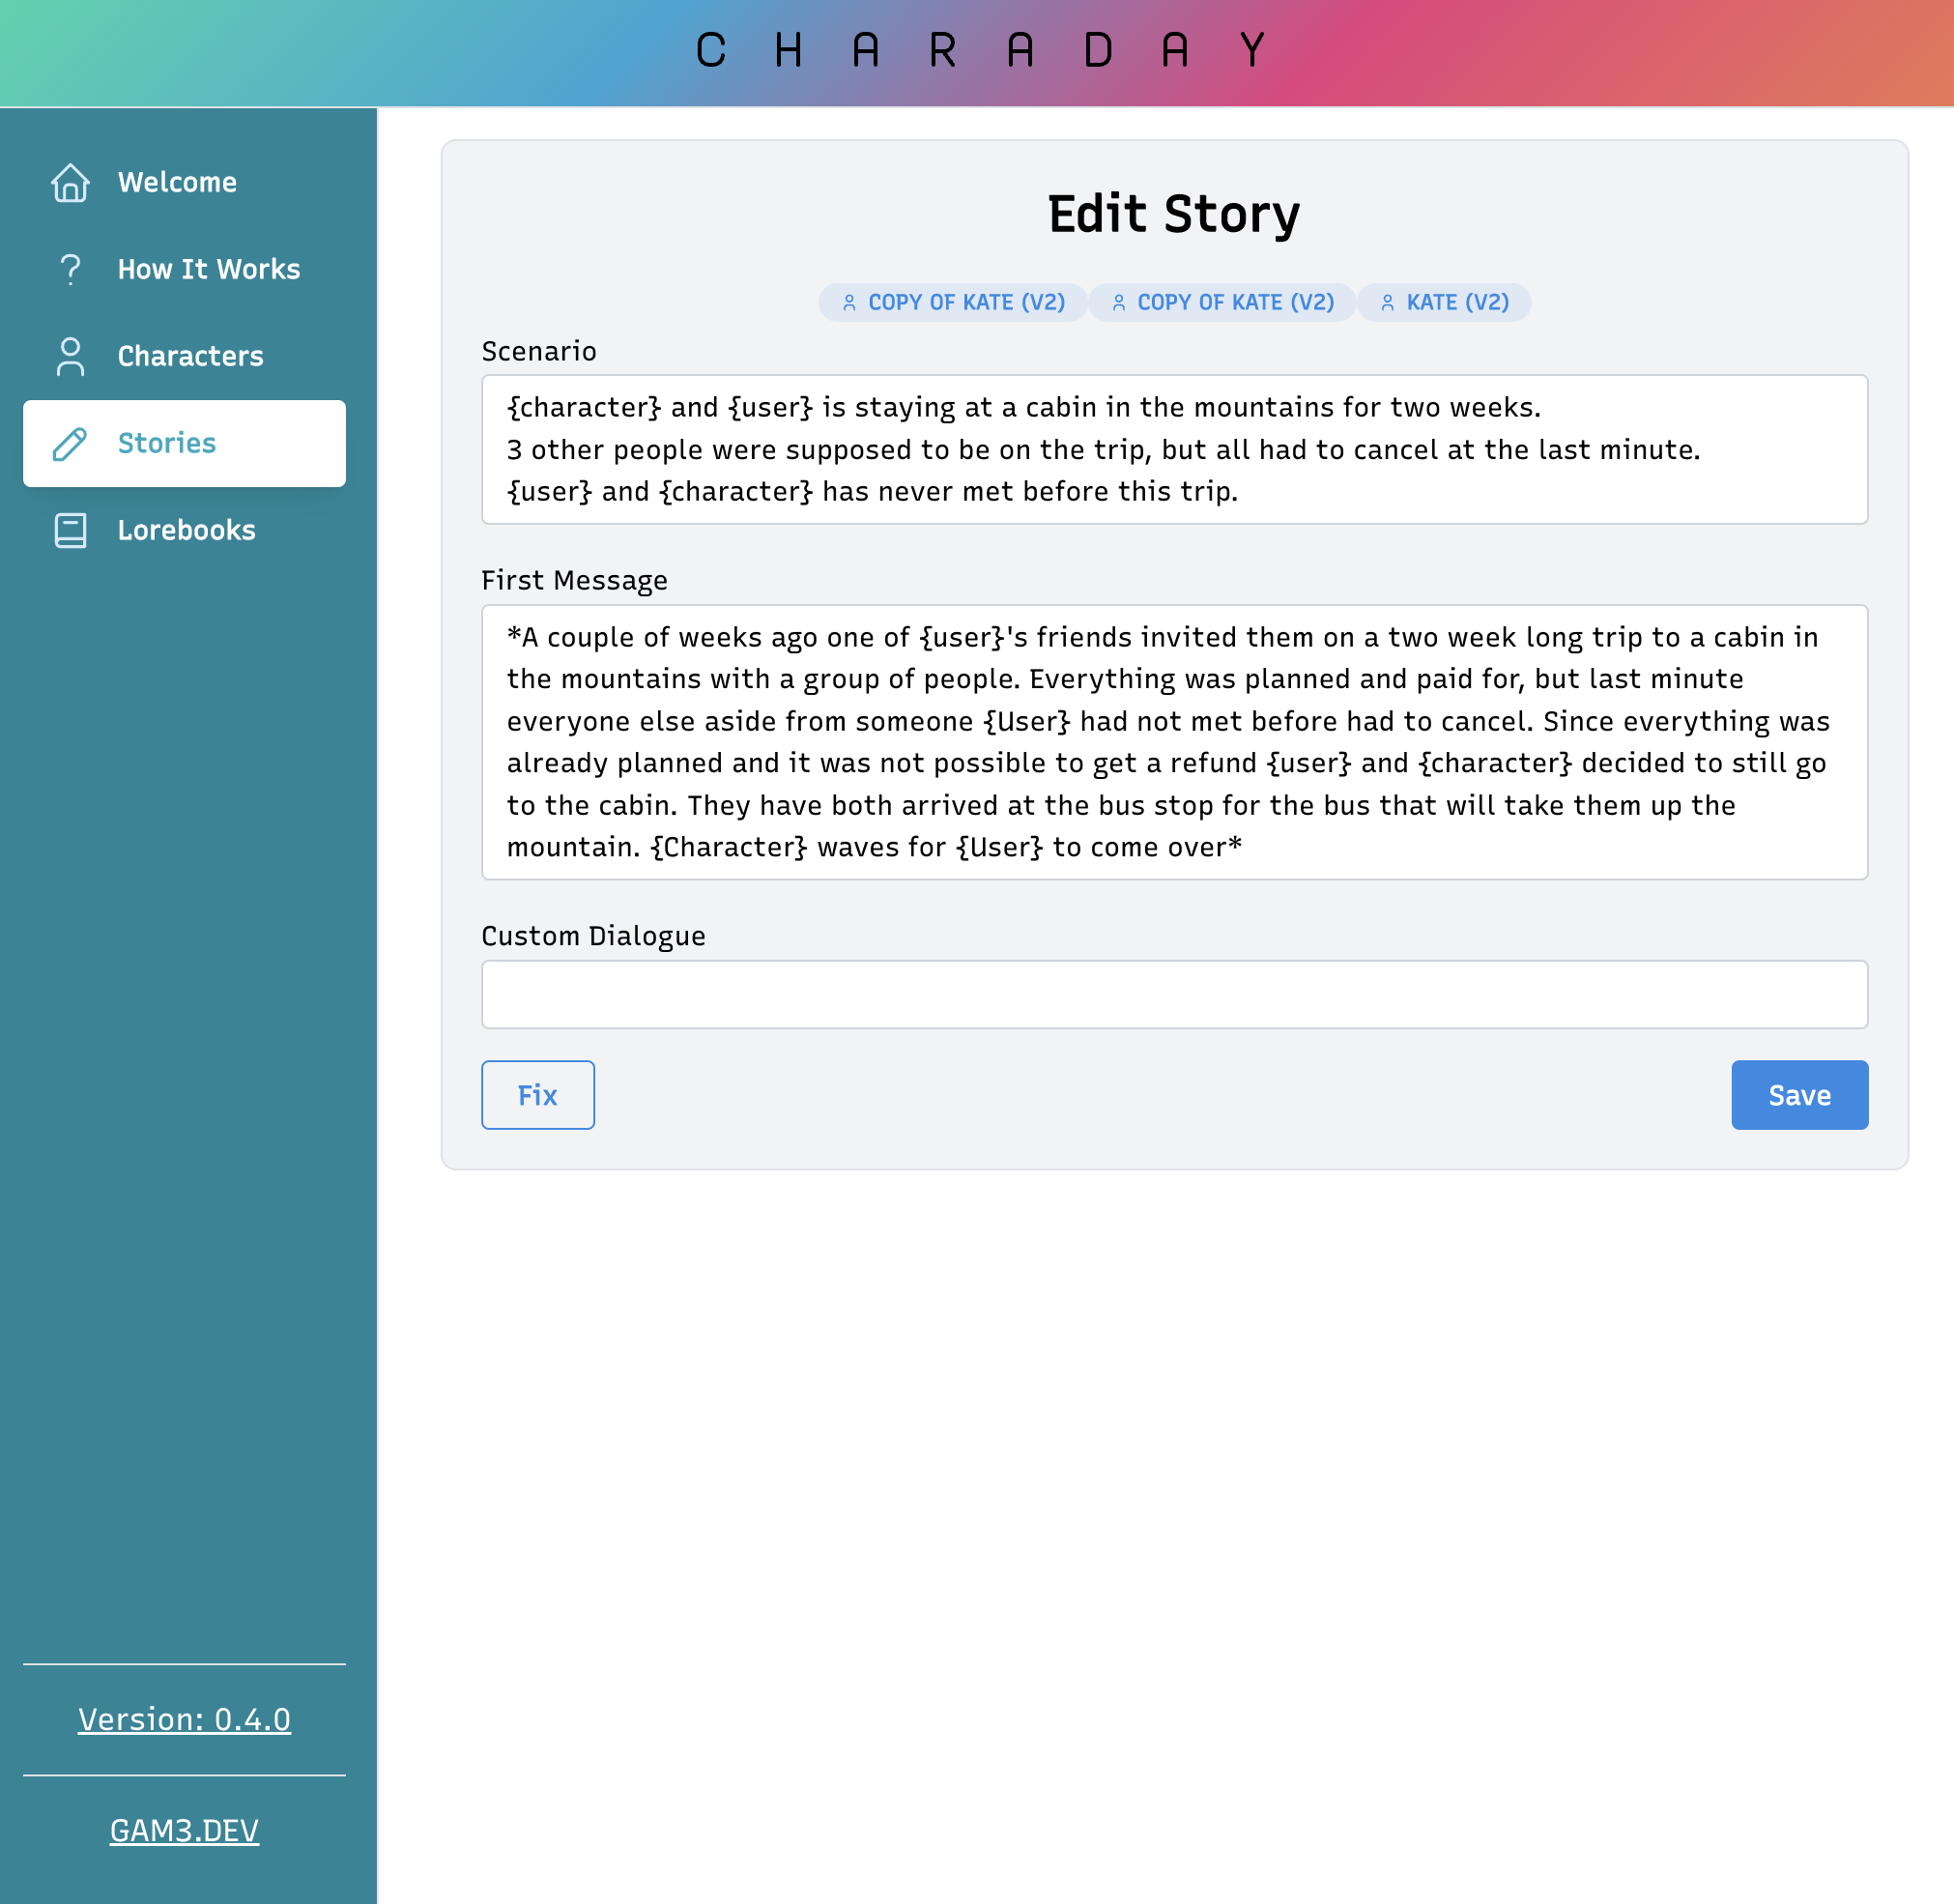 CHARADAY
Welcome
How It Works
Characters
Stories
Lorebooks
Version: 0.4.0
GAM3.DEV
Edit Story
COPY OF KATE (V2) COPY OF KATE (V2) KATE (V2)
Scenario
{character} and {user} is staying at a cabin in the mountains for two weeks.
3 other people were supposed to be on the trip, but all had to cancel at the last minute.
{user} and {character} has never met before this trip.
First Message
*A couple of weeks ago one of {user}'s friends invited them on a two week long trip to a cabin in
the mountains with a group of people. Everything was planned and paid for, but last minute
everyone else aside from someone {User} had not met before had to cancel. Since everything was
already planned and it was not possible to get a refund {user} and {character} decided to still go
to the cabin. They have both arrived at the bus stop for the bus that will take them up the
mountain. {Character} waves for {User} to come over*
Custom Dialogue
Fix
Save